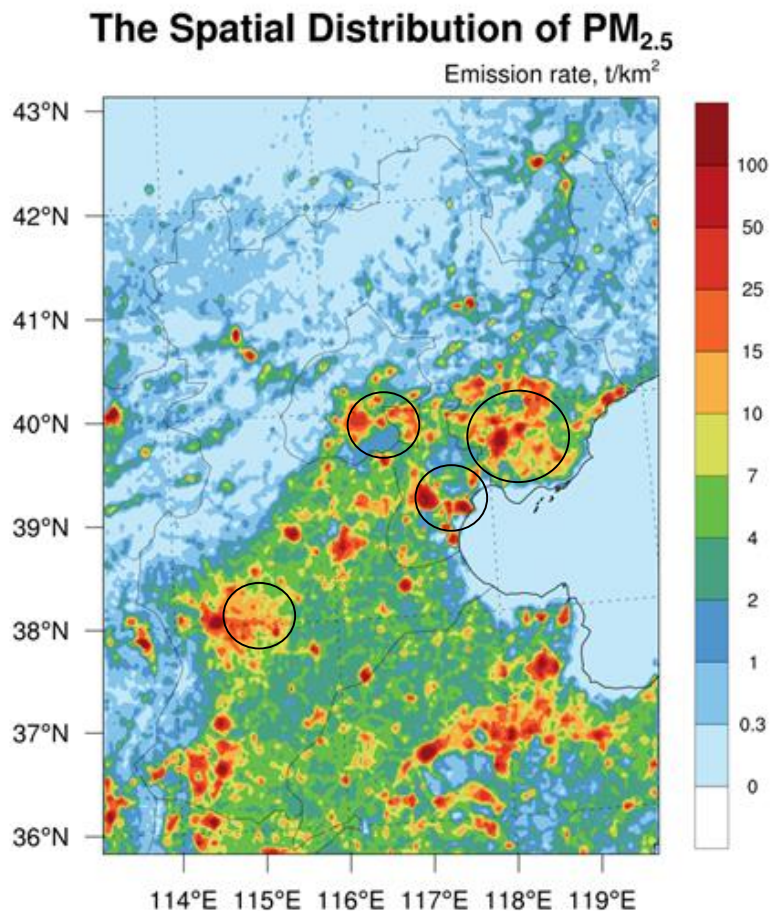 The Spatial Distribution of PM2.5
Emission rate, t/km²
43°N
42°N
41°N
40°N
39°N
38°N
37°N
36°N
114°E 115°E 116°E 117°E 118°E 119°E
100
50
25
15
10
7
4
2
1
0.3
0